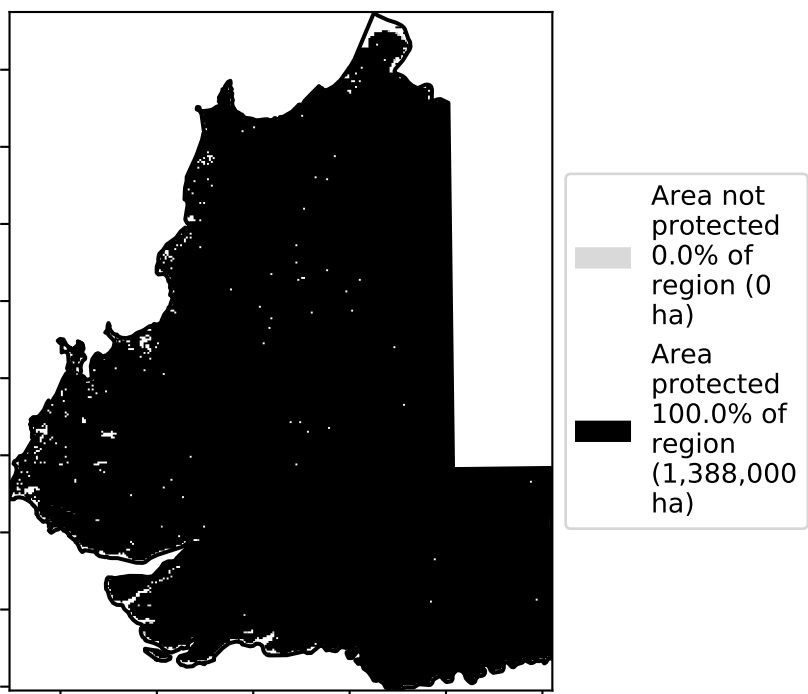 Area not
protected
0.0% of
region (0
ha)
Area
protected
100.0% of
region
(1,388,000
ha)